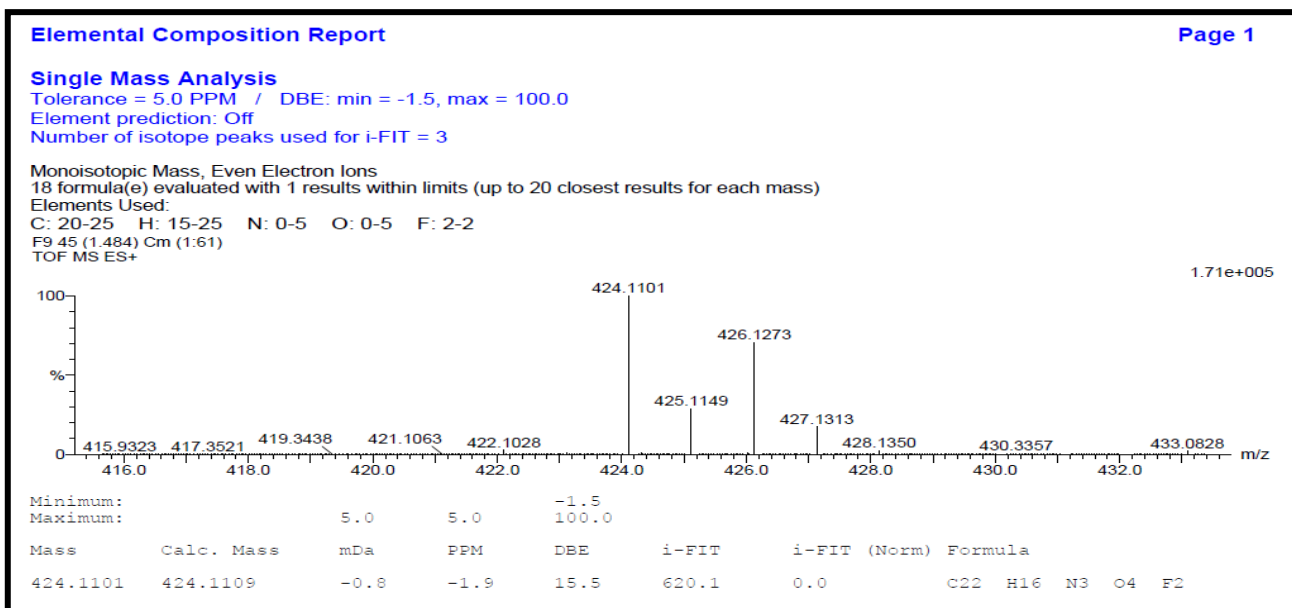 Elemental Composition Report Page 1
Single Mass Analysis
Tolerance = 5.0 PPM / DBE: min = -1.5, max = 100.0
Element prediction: Off
Number of isotope peaks used for i-FIT = 3
Monoisotopic Mass, Even Electron Ions
18 formula(e) evaluated with 1 results within limits (up to 20 closest results for each mass)
Elements Used:
C: 20-25 H: 15-25 N: 0-5 O: 0-5 F: 2-2
F9 45 (1.484) Cm (1:61)
TOF MS ES+
1.71e+005
100
424.1101
426.1273
%
425.1149
427.1313
415.9323 417.3521 419.3438 421.1063 422.1028 428.1350 430.3357 433.0828
0
m/z
416.0 418.0 420.0 422.0 424.0 426.0 428.0 430.0 432.0
Minimum: -1.5
Maximum: 5.0 5.0 100.0
Mass Calc. Mass mDa PPM DBE i-FIT i-FIT (Norm) Formula
424.1101 424.1109 -0.8 -1.9 15.5 620.1 0.0 C22 H16 N3 O4 F2